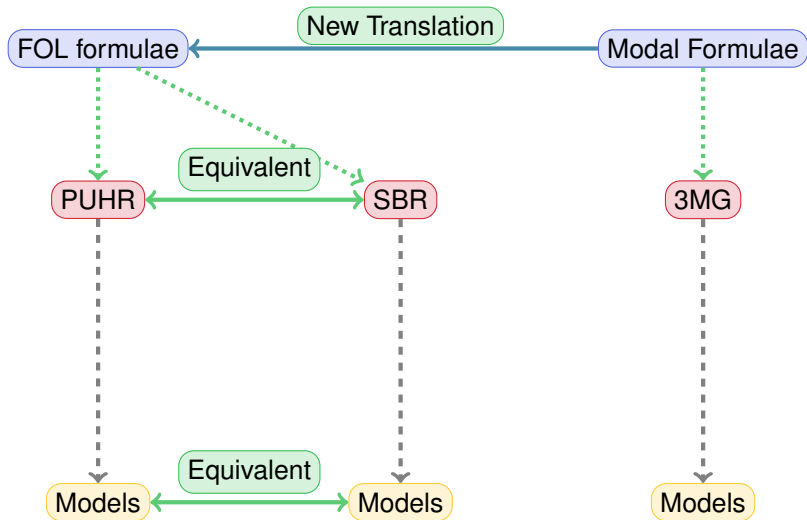 New Translation
FOL formulae
Modal Formulae
Equivalent
PUHR
SBR
3MG
Equivalent
Models
Models
Models